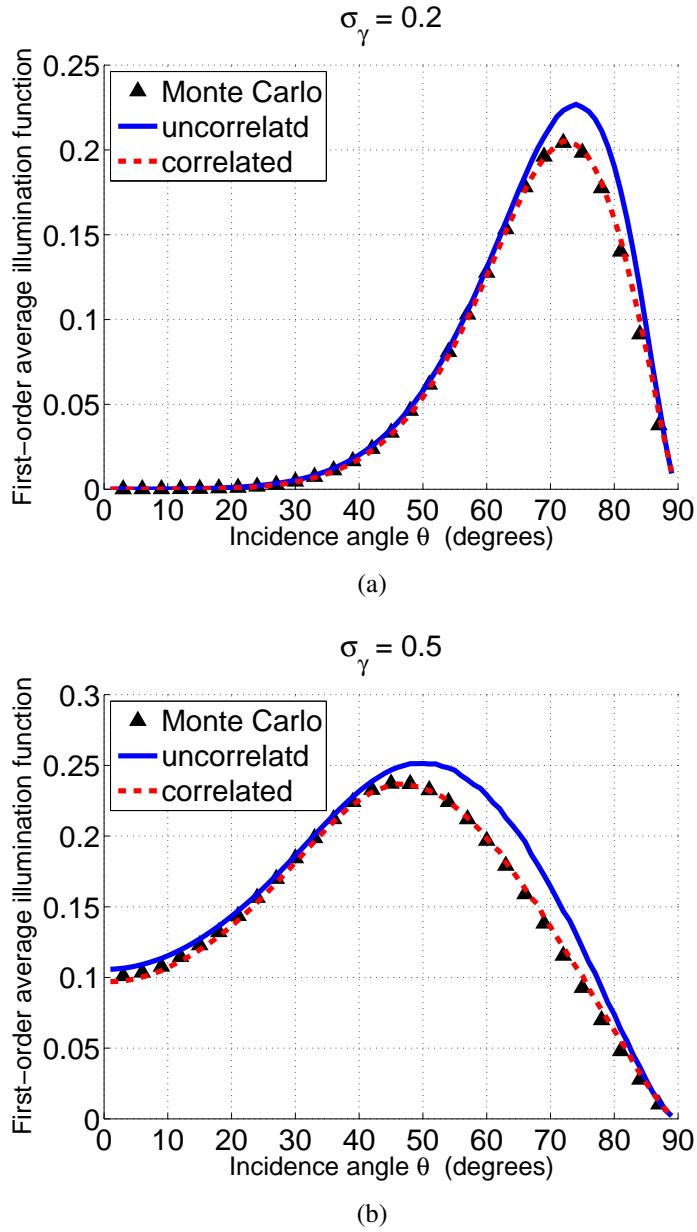 σγ = 0.2
First−order average illumination function
0.25
0.2
0.15
0.1
0.05
0
Monte Carlo
uncorrelatd
correlated
0 10 20 30 40 50 60 70 80 90
Incidence angle θ (degrees)
(a)
σγ = 0.5
First−order average illumination function
0.3
0.25
0.2
0.15
0.1
0.05
0
Monte Carlo
uncorrelatd
correlated
0 10 20 30 40 50 60 70 80 90
Incidence angle θ (degrees)
(b)